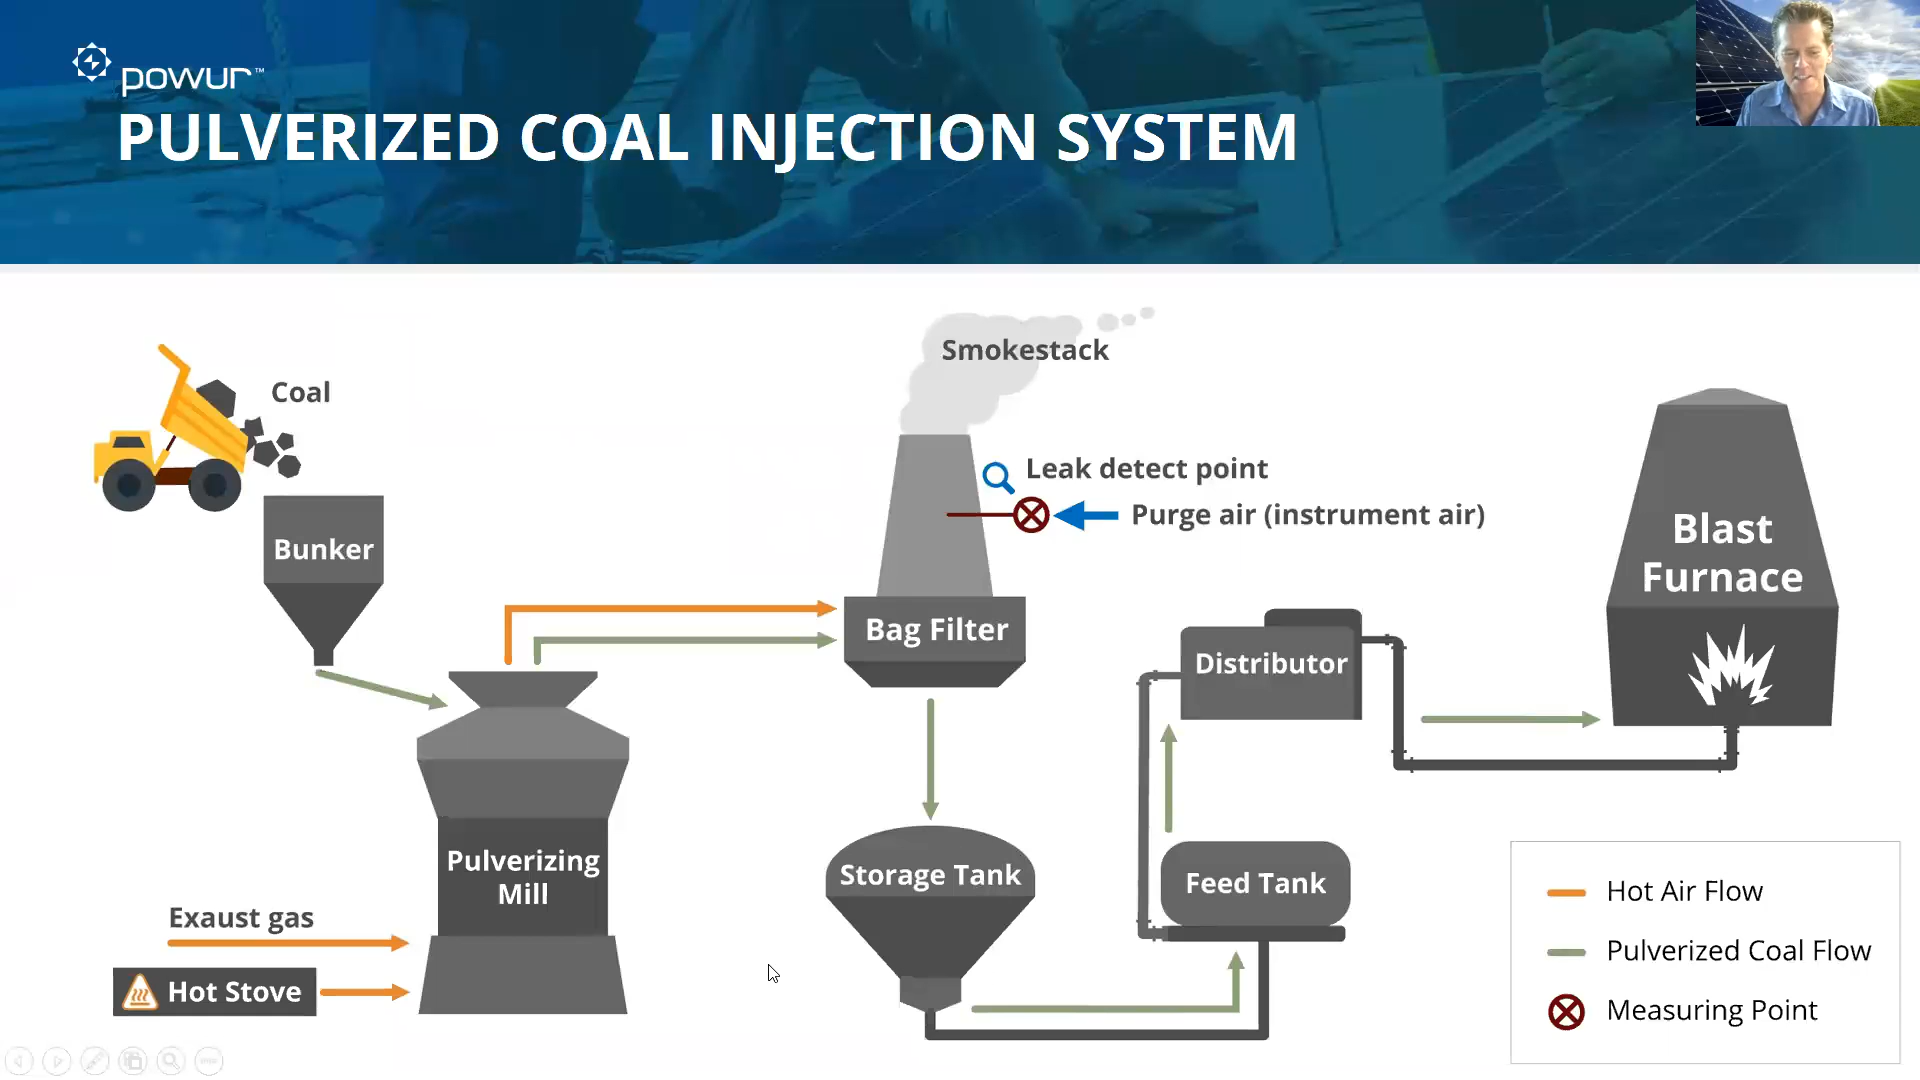 powur™
PULVERIZED COAL INJECTION SYSTEM
Smokestack
Coal
Leak detect point
Purge air (instrument air)
Bunker
Blast
Furnace
Bag Filter
Distributor
Pulverizing
Mill
Storage Tank
Feed Tank
Exaust gas
Hot Stove
Hot Air Flow
Pulverized Coal Flow
Measuring Point